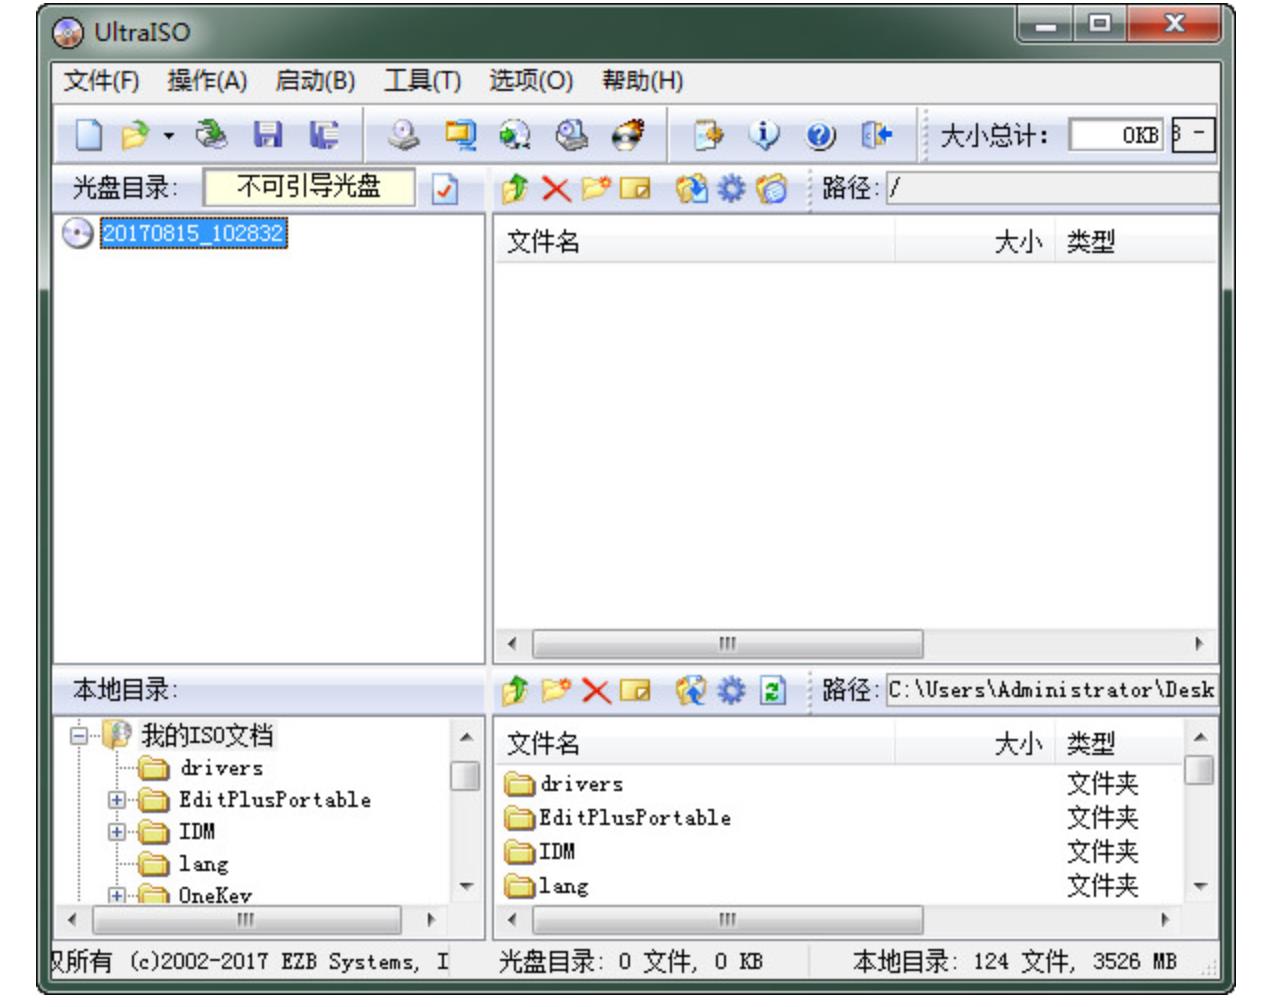 UltraISO
文件(F) 操作(A) 启动(B) 工具(T) 选项(O) 帮助(H)
大小总计: 0KB
光盘目录: 不可引导光盘 路径: /
20170815_102832
文件名 大小 类型
本地目录: 路径: C:\Users\Administrator\Desk
我的ISO文档
drivers
EditPlusPortable
IDM
lang
OneKey
文件名 大小 类型
drivers 文件夹
EditPlusPortable 文件夹
IDM 文件夹
lang 文件夹
所有 (c)2002-2017 EZB Systems, I 光盘目录: 0 文件, 0 KB 本地目录: 124 文件, 3526 MB